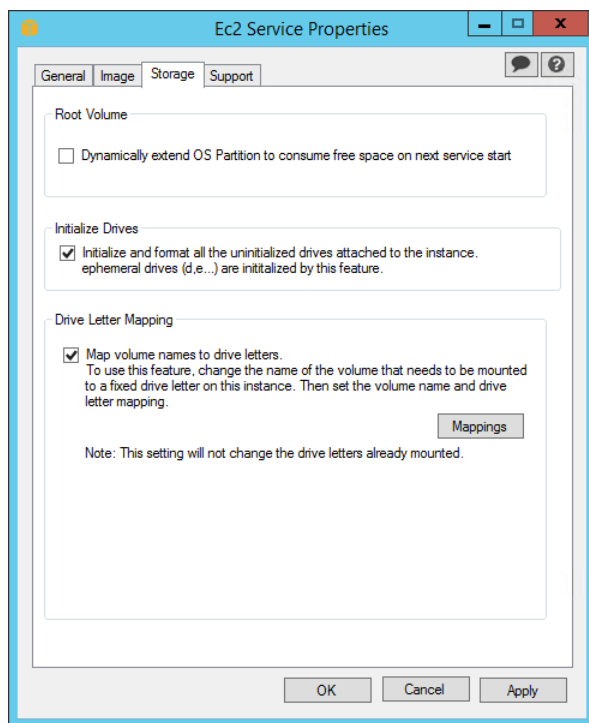 Ec2 Service Properties
General Image Storage Support
Root Volume
Dynamically extend OS Partition to consume free space on next service start
Initialize Drives
Initialize and format all the uninitialized drives attached to the instance.
ephemeral drives (d,e...) are inititalized by this feature.
Drive Letter Mapping
Map volume names to drive letters.
To use this feature, change the name of the volume that needs to be mounted
to a fixed drive letter on this instance. Then set the volume name and drive
letter mapping.
Mappings
Note: This setting will not change the drive letters already mounted.
OK Cancel Apply